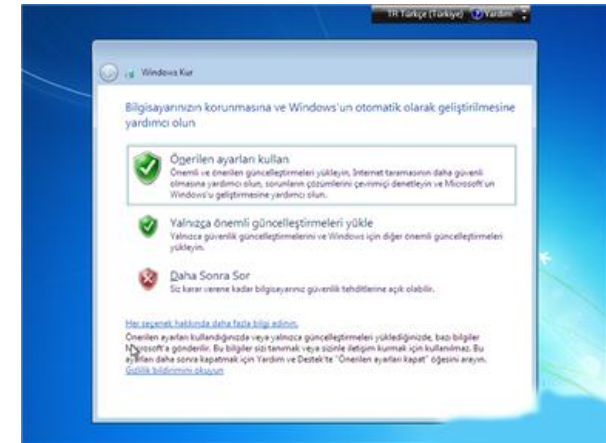 TR Türkçe (Türkiye) Yardım
Windows Kur
Bilgisayarınızın korunmasına ve Windows'un otomatik olarak geliştirilmesine
yardımcı olun
Önerilen ayarları kullan
Önemli ve önerilen güncelleştirmeleri yükleyin, Internet taramasının daha güvenli
olmasına yardımcı olun, sorunların çözümlerini çevrimiçi denetleyin ve Microsoft'un
Windows'u geliştirmesine yardımcı olun.
Yalnızca önemli güncelleştirmeleri yükle
Yalnızca güvenlik güncelleştirmelerini ve Windows için diğer önemli güncelleştirmeleri
yükleyin.
Daha Sonra Sor
Siz karar verene kadar bilgisayarınız güvenlik tehditlerine açık olabilir.
Her seçenek hakkında daha fazla bilgi edinin.
Önerilen ayarları kullandığınızda veya yalnızca güncelleştirmeleri yüklediğinizde, bazı bilgiler
Microsoft'a gönderilir. Bu bilgiler sizi tanımak veya sizinle iletişim kurmak için kullanılmaz. Bu
ayarları daha sonra kapatmak için Yardım ve Destek'te "Önerilen ayarları kapat" öğesini arayın.
Gizlilik bildirimini okuyun